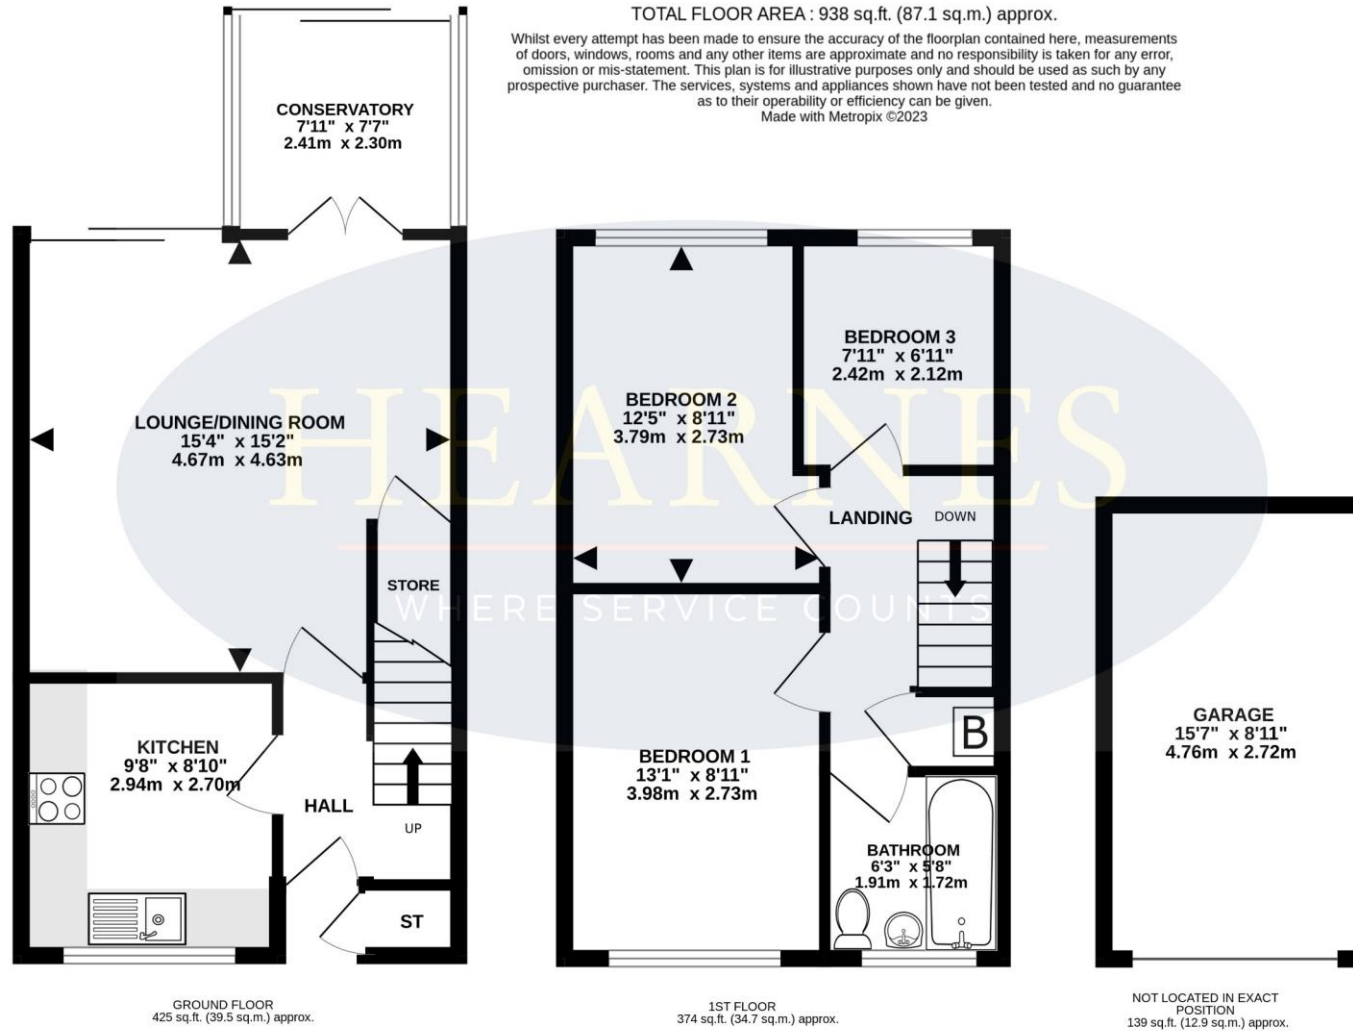 TOTAL FLOOR AREA : 938 sq.ft. (87.1 sq.m.) approx.
Whilst every attempt has been made to ensure the accuracy of the floorplan contained here, measurements
of doors, windows, rooms and any other items are approximate and no responsibility is taken for any error,
omission or mis-statement. This plan is for illustrative purposes only and should be used as such by any
prospective purchaser. The services, systems and appliances shown have not been tested and no guarantee
as to their operability or efficiency can be given.
Made with Metropix ©2023
CONSERVATORY
7'11" x 7'7"
2.41m x 2.30m
LOUNGE/DINING ROOM
15'4" x 15'2"
4.67m x 4.63m
STORE
KITCHEN
9'8" x 8'10"
2.94m x 2.70m
HALL
UP
ST
GROUND FLOOR
425 sq.ft. (39.5 sq.m.) approx.
BEDROOM 2
12'5" x 8'11"
3.79m x 2.73m
BEDROOM 3
7'11" x 6'11"
2.42m x 2.12m
LANDING
DOWN
BEDROOM 1
13'1" x 8'11"
3.98m x 2.73m
B
BATHROOM
6'3" x 5'8"
1.91m x 1.72m
1ST FLOOR
374 sq.ft. (34.7 sq.m.) approx.
GARAGE
15'7" x 8'11"
4.76m x 2.72m
NOT LOCATED IN EXACT
POSITION
139 sq.ft. (12.9 sq.m.) approx.
HEARNES
WHERE SERVICE COUNTS